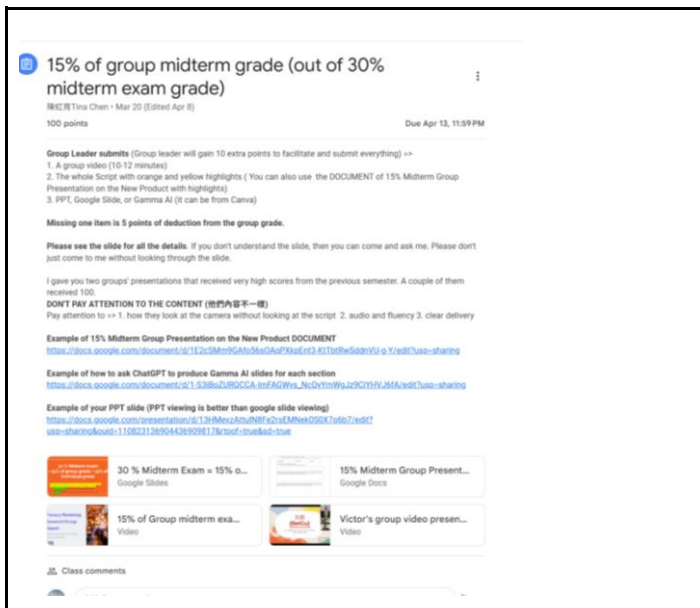 15% of group midterm grade (out of 30%
midterm exam grade)
陳虹育Tina Chen • Mar 20 (Edited Apr 8)
100 points
Due Apr 13, 11:59 PM
Group Leader submits (Group leader will gain 10 extra points to facilitate and submit everything) =>
1. A group video (10-12 minutes)
2. The whole Script with orange and yellow highlights ( You can also use the DOCUMENT of 15% Midterm Group
Presentation on the New Product with highlights)
3. PPT, Google Slide, or Gamma AI (it can be from Canva)
Missing one item is 5 points of deduction from the group grade.
Please see the slide for all the details. If you don't understand the slide, then you can come and ask me. Please don't
just come to me without looking through the slide.
I gave you two groups' presentations that received very high scores from the previous semester. A couple of them
received 100.
DON'T PAY ATTENTION TO THE CONTENT (他們內容不一樣)
Pay attention to => 1. how they look at the camera without looking at the script 2. audio and fluency 3. clear delivery
Example of 15% Midterm Group Presentation on the New Product DOCUMENT
Example of how to ask ChatGPT to produce Gamma AI slides for each section
Example of your PPT slide (PPT viewing is better than google slide viewing)
30 % Midterm Exam = 15% o...
Google Slides
15% Midterm Group Present...
Google Docs
15% of Group midterm exa...
Video
Victor's group video presen...
Video
Class comments